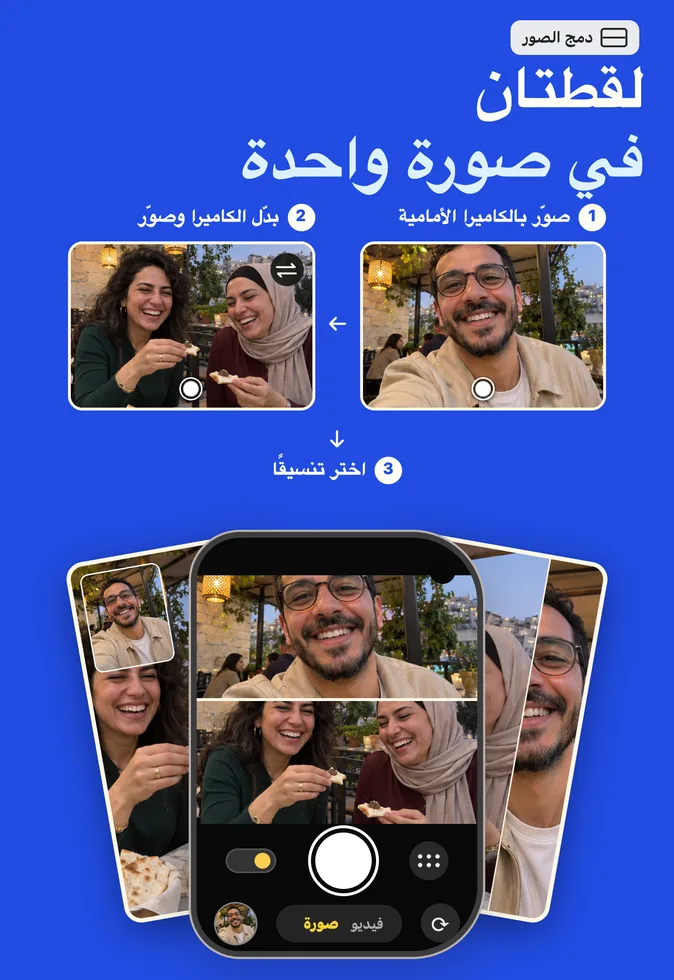 دمج الصور
لقطتان
في صورة واحدة
1 صوّر بالكاميرا الأمامية
2 بدّل الكاميرا وصوّر
3 اختر تنسيقًا
فيديو صورة